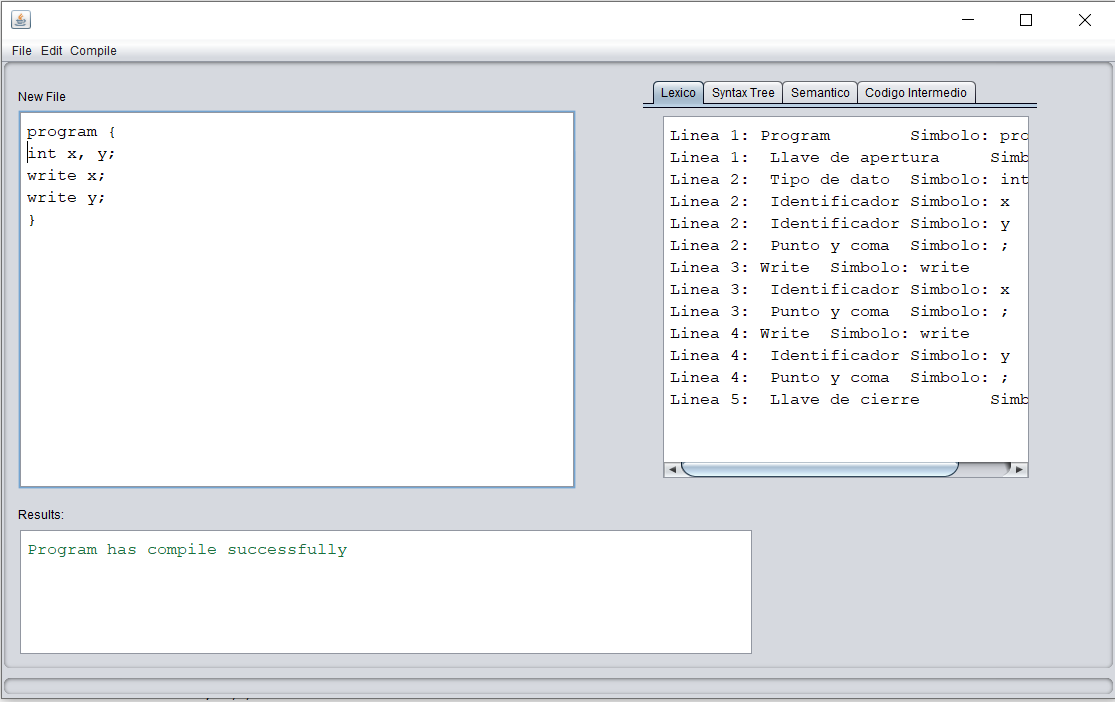 File Edit Compile
New File
program {
int x, y;
write x;
write y;
}
Lexico Syntax Tree Semantico Codigo Intermedio
Linea 1: Program Simbolo: pro
Linea 1: Llave de apertura Simb
Linea 2: Tipo de dato Simbolo: int
Linea 2: Identificador Simbolo: x
Linea 2: Identificador Simbolo: y
Linea 2: Punto y coma Simbolo: ;
Linea 3: Write Simbolo: write
Linea 3: Identificador Simbolo: x
Linea 3: Punto y coma Simbolo: ;
Linea 4: Write Simbolo: write
Linea 4: Identificador Simbolo: y
Linea 4: Punto y coma Simbolo: ;
Linea 5: Llave de cierre Simb
Results:
Program has compile successfully